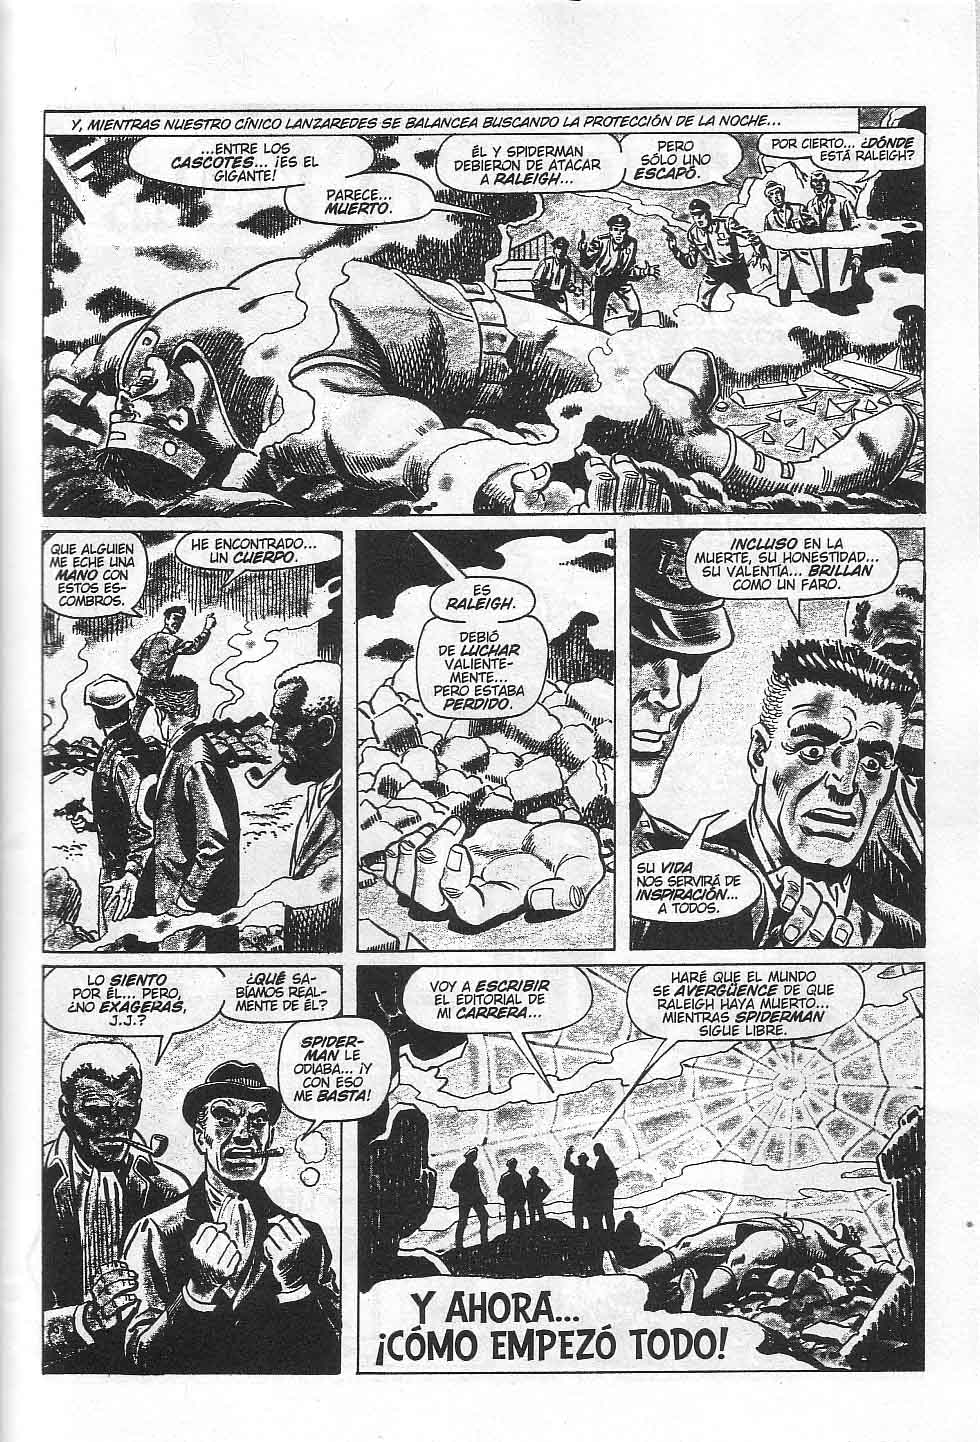 Y, MIENTRAS NUESTRO CÍNICO LANZAREDES SE BALANCEA BUSCANDO LA PROTECCIÓN DE LA NOCHE...
...ENTRE LOS
CASCOTES... ¡ES EL
GIGANTE!
PARECE...
MUERTO.
ÉL Y SPIDERMAN
DEBIERON DE ATACAR
A RALEIGH...
PERO
SÓLO UNO
ESCAPÓ.
POR CIERTO... ¿DÓNDE
ESTÁ RALEIGH?
QUE ALGUIEN
ME ECHE UNA
MANO CON
ESTOS ES-
COMBROS.
HE ENCONTRADO...
UN CUERPO.
ES
RALEIGH.
DEBIÓ
DE LUCHAR
VALIENTE-
MENTE...
PERO ESTABA
PERDIDO.
INCLUSO EN LA
MUERTE, SU HONESTIDAD...
SU VALENTÍA... BRILLAN
COMO UN FARO.
SU VIDA
NOS SERVIRÁ DE
INSPIRACIÓN...
A TODOS.
LO SIENTO
POR ÉL... PERO,
¿NO EXAGERAS,
J.J.?
¿QUÉ SA-
BÍAMOS REAL-
MENTE DE ÉL?
SPIDER-
MAN LE
ODIABA... ¡Y
CON ESO
ME BASTA!
VOY A ESCRIBIR
EL EDITORIAL DE
MI CARRERA...
HARÉ QUE EL MUNDO
SE AVERGÜENCE DE QUE
RALEIGH HAYA MUERTO...
MIENTRAS SPIDERMAN
SIGUE LIBRE.
Y AHORA...
¡CÓMO EMPEZÓ TODO!